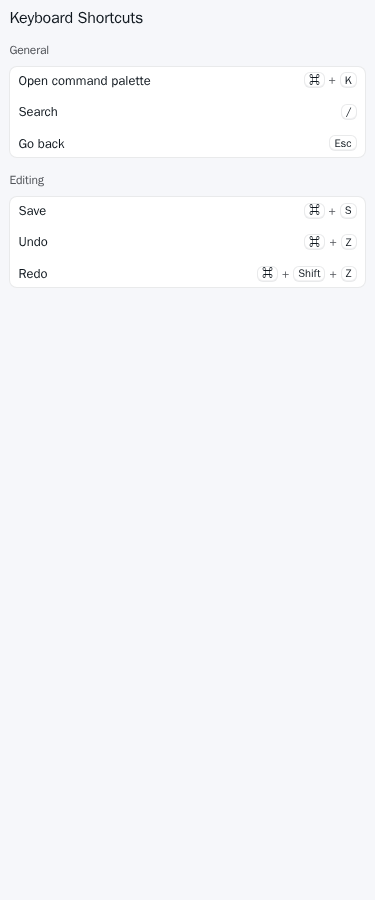 Keyboard Shortcuts
General
Open command palette ⌘ + K
Search /
Go back Esc
Editing
Save ⌘ + S
Undo ⌘ + Z
Redo ⌘ + Shift + Z